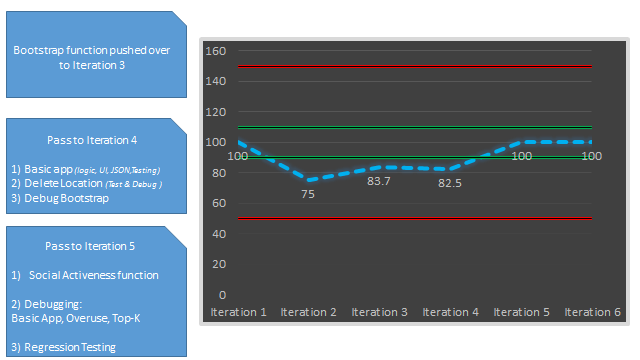 Bootstrap function pushed over
to Iteration 3
Pass to Iteration 4
1) Basic app (logic, UI, JSON,Testing)
2) Delete Location (Test & Debug )
3) Debug Bootstrap
Pass to Iteration 5
1) Social Activeness function
2) Debugging:
Basic App, Overuse, Top-K
3) Regression Testing
160
140
120
100
80
60
40
20
0
100
75
83.7
82.5
100
100
Iteration 1 Iteration 2 Iteration 3 Iteration 4 Iteration 5 Iteration 6